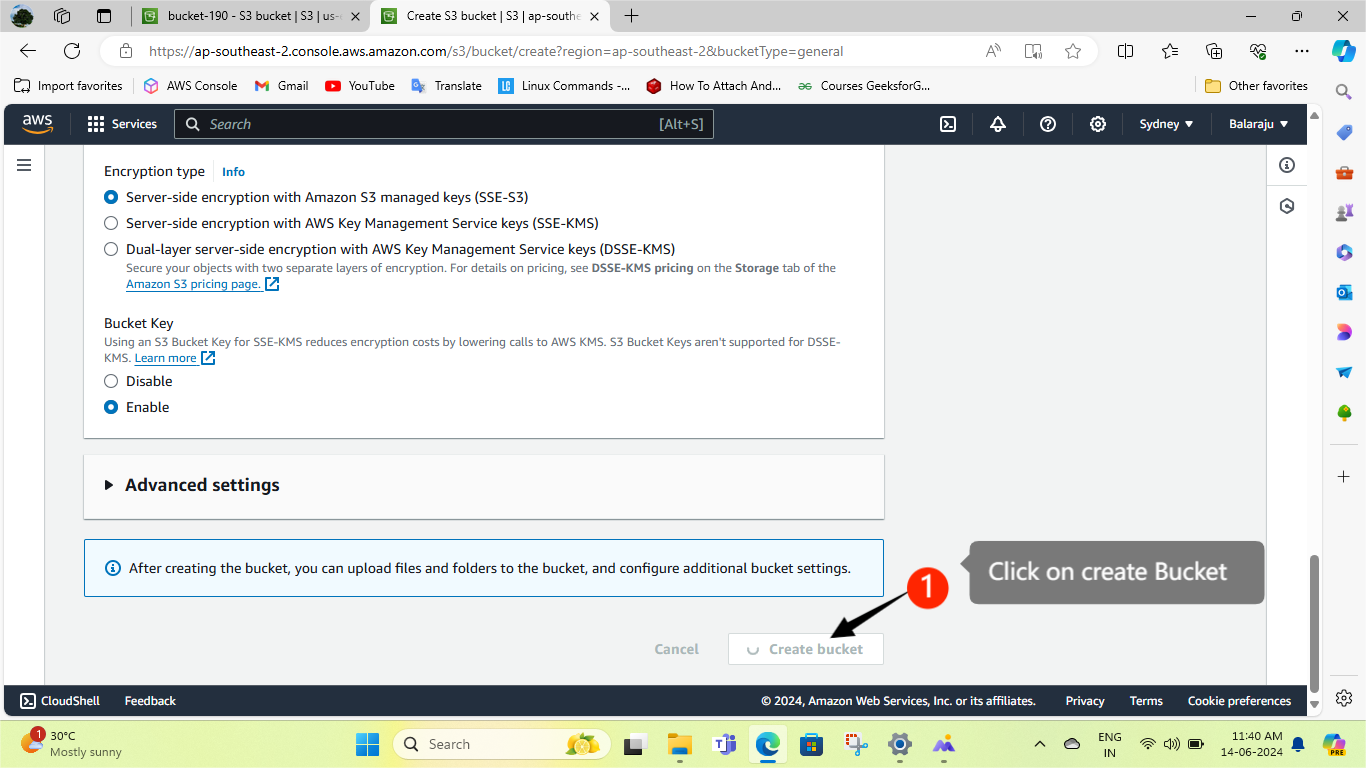 bucket-190 - S3 bucket | S3 | us-
Create S3 bucket | S3 | ap-southe
https://ap-southeast-2.console.aws.amazon.com/s3/bucket/create?region=ap-southeast-2&bucketType=general
Import favorites
AWS Console
Gmail
YouTube
Translate
LC
Linux Commands -...
How To Attach And...
Courses GeeksforG...
Other favorites
aws
Services
Search
[Alt+S]
Sydney
Balaraju
Encryption type
Info
Server-side encryption with Amazon S3 managed keys (SSE-S3)
Server-side encryption with AWS Key Management Service keys (SSE-KMS)
Dual-layer server-side encryption with AWS Key Management Service keys (DSSE-KMS)
Secure your objects with two separate layers of encryption. For details on pricing, see DSSE-KMS pricing on the Storage tab of the
Amazon S3 pricing page.
Bucket Key
Using an S3 Bucket Key for SSE-KMS reduces encryption costs by lowering calls to AWS KMS. S3 Bucket Keys aren't supported for DSSE-
KMS. Learn more
Disable
Enable
Advanced settings
After creating the bucket, you can upload files and folders to the bucket, and configure additional bucket settings.
1
Click on create Bucket
Cancel
Create bucket
CloudShell
Feedback
© 2024, Amazon Web Services, Inc. or its affiliates.
Privacy
Terms
Cookie preferences
1
30°C
Mostly sunny
Search
ENG
IN
11:40 AM
14-06-2024
PRE